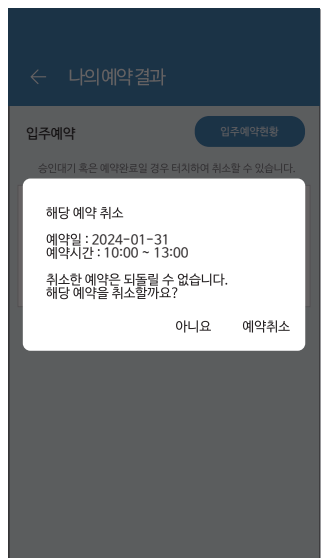 나의예약결과
입주예약
입주예약현황
승인대기 혹은 예약완료일 경우 터치하여 취소할 수 있습니다.
해당 예약 취소
예약일 : 2024-01-31
예약시간 : 10:00 ~ 13:00
취소한 예약은 되돌릴 수 없습니다.
해당 예약을 취소할까요?
아니요
예약취소